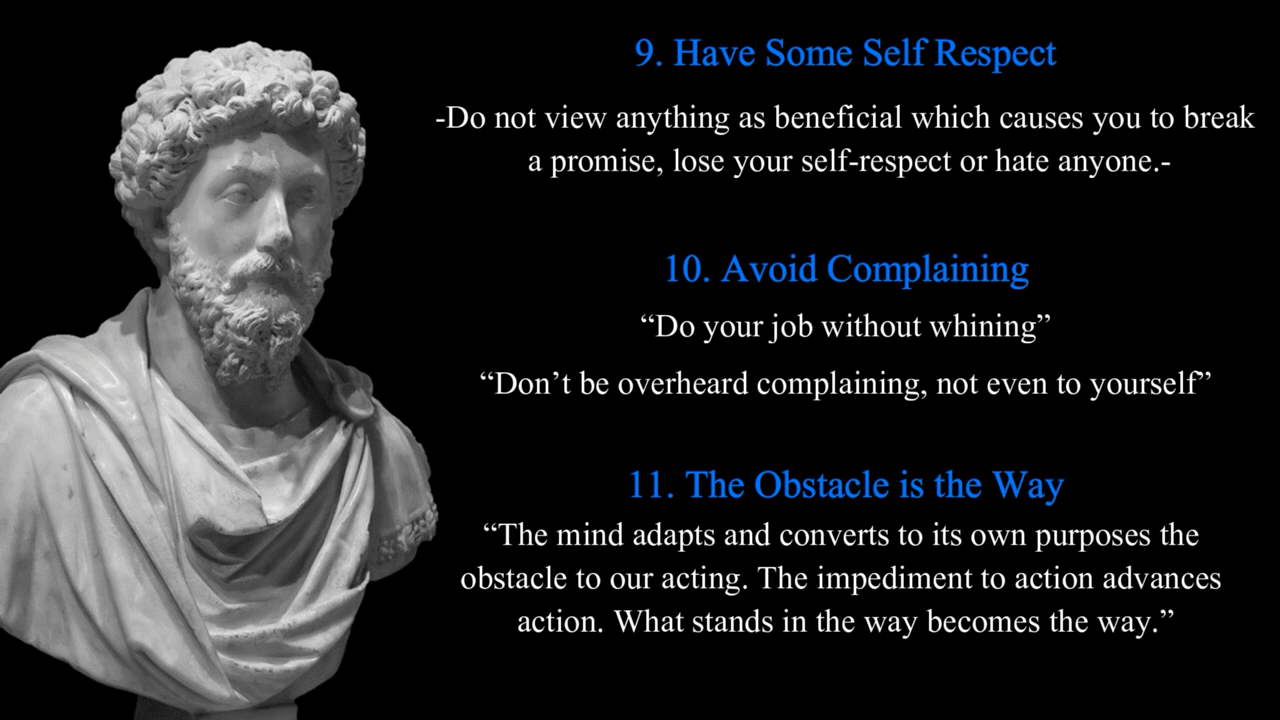 9. Have Some Self Respect
-Do not view anything as beneficial which causes you to break
a promise, lose your self-respect or hate anyone.-
10. Avoid Complaining
“Do your job without whining”
“Don’t be overheard complaining, not even to yourself”
11. The Obstacle is the Way
“The mind adapts and converts to its own purposes the
obstacle to our acting. The impediment to action advances
action. What stands in the way becomes the way.”